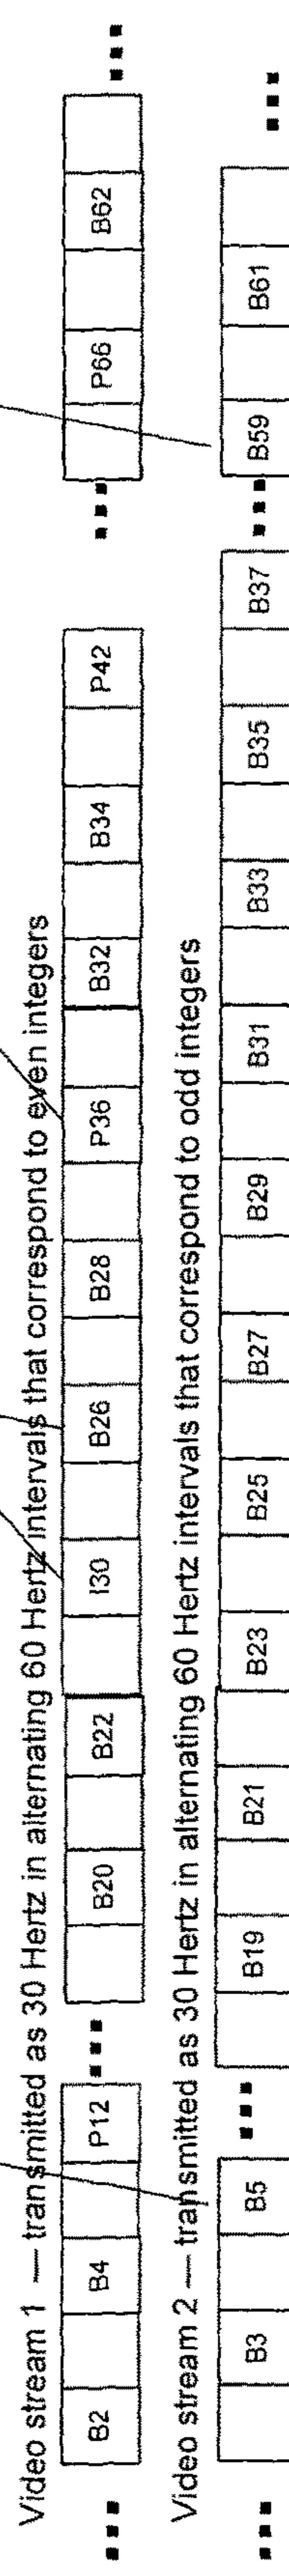 Video stream 1 — transmitted as 30 Hertz in alternating 60 Hertz intervals that correspond to even integers
B2 B4 P12 B20 B22 I30 B26 B28 P36 B32 B34 P42 P66 B62
Video stream 2 — transmitted as 30 Hertz in alternating 60 Hertz intervals that correspond to odd integers
B3 B5 B19 B21 B23 B25 B27 B29 B31 B33 B35 B37 B59 B61